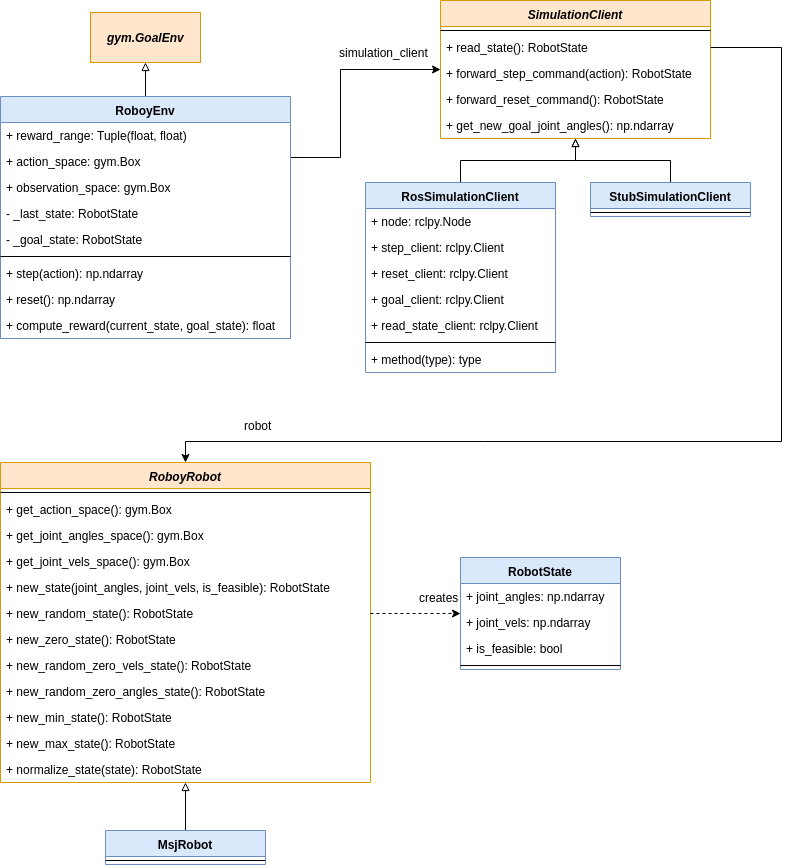 gym.GoalEnv
RoboyEnv
+ reward_range: Tuple(float, float)
+ action_space: gym.Box
+ observation_space: gym.Box
- _last_state: RobotState
- _goal_state: RobotState
+ step(action): np.ndarray
+ reset(): np.ndarray
+ compute_reward(current_state, goal_state): float
simulation_client
SimulationClient
+ read_state(): RobotState
+ forward_step_command(action): RobotState
+ forward_reset_command(): RobotState
+ get_new_goal_joint_angles(): np.ndarray
RosSimulationClient
+ node: rclpy.Node
+ step_client: rclpy.Client
+ reset_client: rclpy.Client
+ goal_client: rclpy.Client
+ read_state_client: rclpy.Client
+ method(type): type
StubSimulationClient
robot
RoboyRobot
+ get_action_space(): gym.Box
+ get_joint_angles_space(): gym.Box
+ get_joint_vels_space(): gym.Box
+ new_state(joint_angles, joint_vels, is_feasible): RobotState
+ new_random_state(): RobotState
+ new_zero_state(): RobotState
+ new_random_zero_vels_state(): RobotState
+ new_random_zero_angles_state(): RobotState
+ new_min_state(): RobotState
+ new_max_state(): RobotState
+ normalize_state(state): RobotState
creates
RobotState
+ joint_angles: np.ndarray
+ joint_vels: np.ndarray
+ is_feasible: bool
MsjRobot